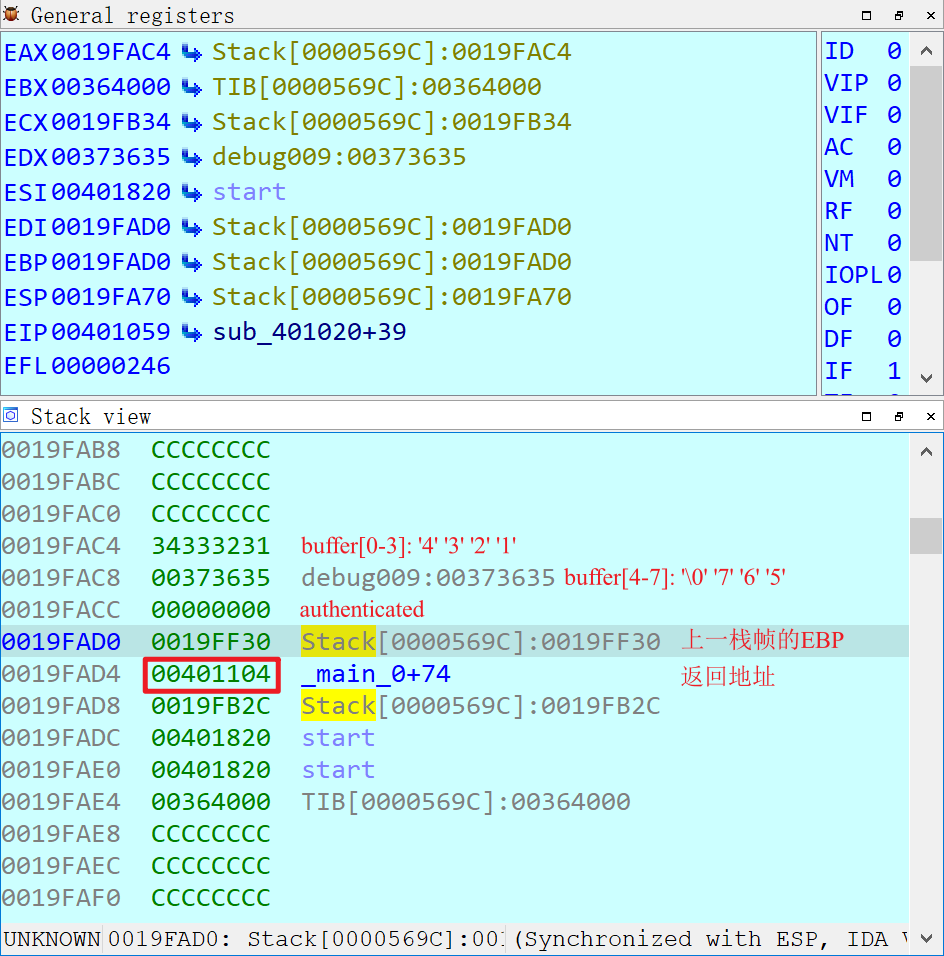 General registers
EAX 0019FAC4 Stack[0000569C]:0019FAC4
EBX 00364000 TIB[0000569C]:00364000
ECX 0019FB34 Stack[0000569C]:0019FB34
EDX 00373635 debug009:00373635
ESI 00401820 start
EDI 0019FAD0 Stack[0000569C]:0019FAD0
EBP 0019FAD0 Stack[0000569C]:0019FAD0
ESP 0019FA70 Stack[0000569C]:0019FA70
EIP 00401059 sub_401020+39
EFL 00000246
ID 0
VIP 0
VIF 0
AC 0
VM 0
RF 0
NT 0
IOPL 0
OF 0
DF 0
IF 1
Stack view
0019FAB8 CCCCCCCC
0019FABC CCCCCCCC
0019FAC0 CCCCCCCC
0019FAC4 34333231 buffer[0-3]: '4' '3' '2' '1'
0019FAC8 00373635 debug009:00373635 buffer[4-7]: '\0' '7' '6' '5'
0019FACC 00000000 authenticated
0019FAD0 0019FF30 Stack[0000569C]:0019FF30 上一栈帧的EBP
0019FAD4 00401104 _main_0+74 返回地址
0019FAD8 0019FB2C Stack[0000569C]:0019FB2C
0019FADC 00401820 start
0019FAE0 00401820 start
0019FAE4 00364000 TIB[0000569C]:00364000
0019FAE8 CCCCCCCC
0019FAEC CCCCCCCC
0019FAF0 CCCCCCCC
UNKNOWN 0019FAD0: Stack[0000569C]:00 (Synchronized with ESP, IDA